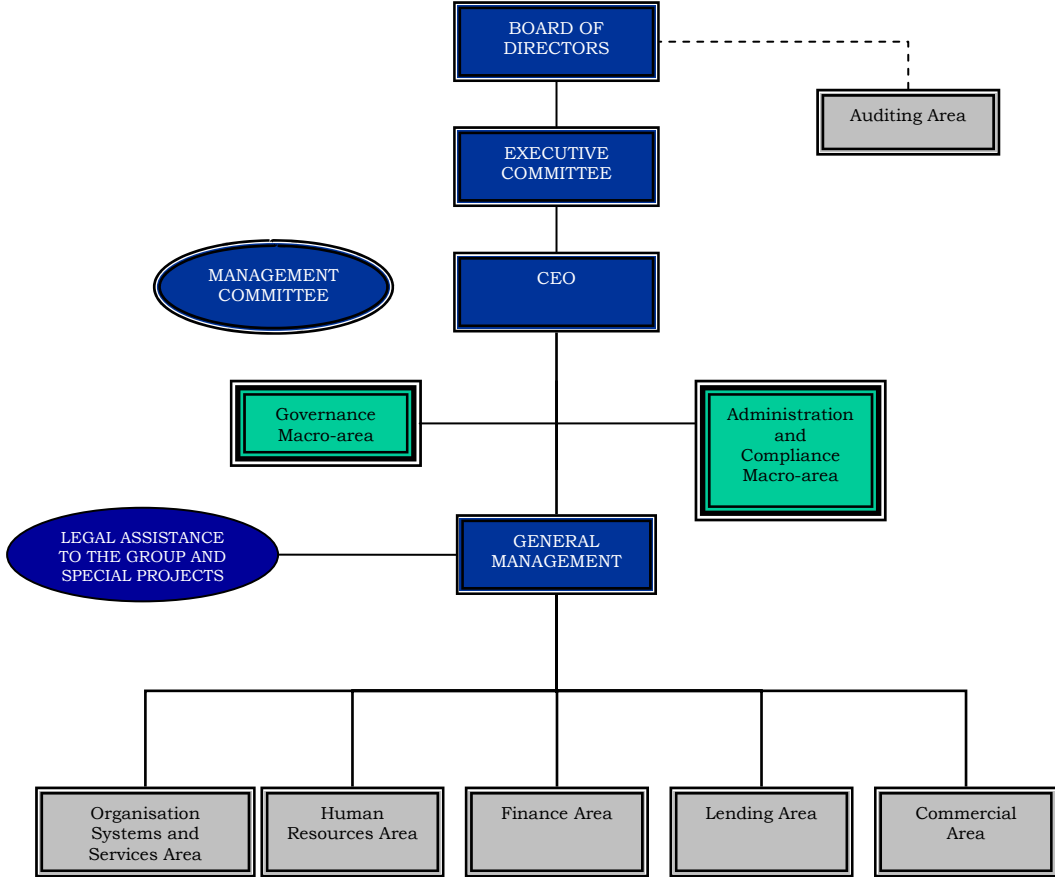 BOARD OF
DIRECTORS
Auditing Area
EXECUTIVE
COMMITTEE
MANAGEMENT
COMMITTEE
CEO
Governance
Macro-area
Administration
and
Compliance
Macro-area
LEGAL ASSISTANCE
TO THE GROUP AND
SPECIAL PROJECTS
GENERAL
MANAGEMENT
Organisation
Systems and
Services Area
Human
Resources Area
Finance Area
Lending Area
Commercial
Area